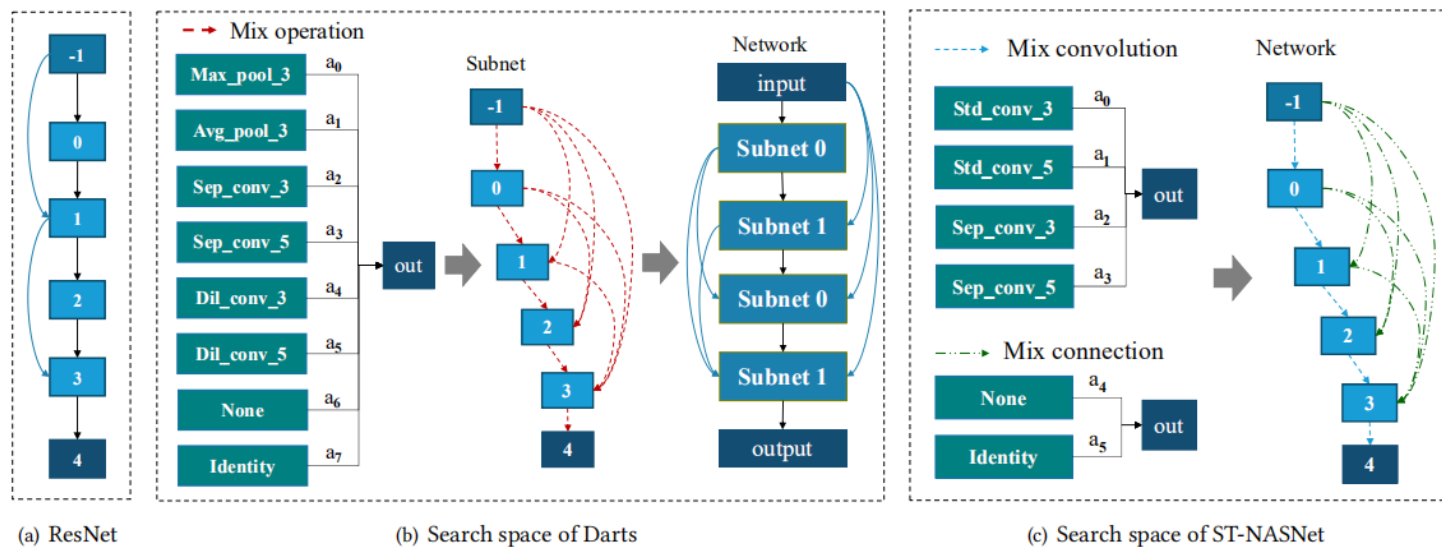 -1
0
1
2
3
4
(a) ResNet
Mix operation
Max_pool_3
a0
Avg_pool_3
a1
Sep_conv_3
a2
Sep_conv_5
a3
Dil_conv_3
a4
Dil_conv_5
a5
None
a6
Identity
a7
out
Subnet
-1
0
1
2
3
4
Network
input
Subnet 0
Subnet 1
Subnet 0
Subnet 1
output
(b) Search space of Darts
Mix convolution
Std_conv_3
a0
Std_conv_5
a1
Sep_conv_3
a2
Sep_conv_5
a3
out
Mix connection
None
a4
Identity
a5
out
Network
-1
0
1
2
3
4
(c) Search space of ST-NASNet